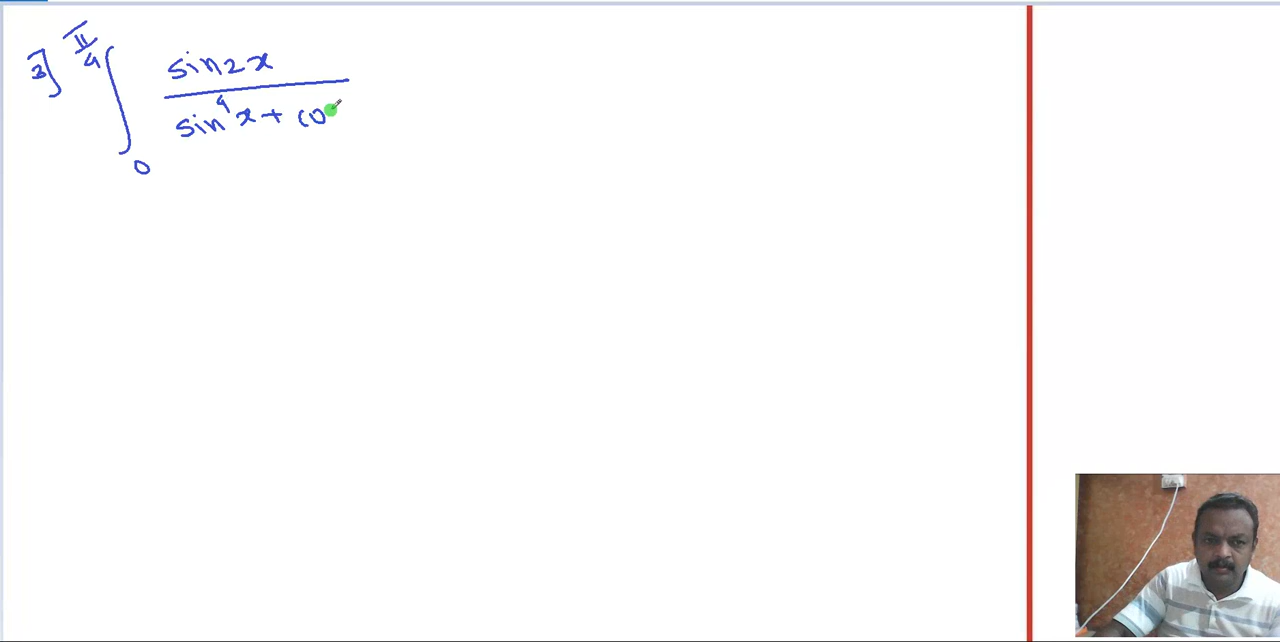 3] ∫₀^(π/4) sin2x / (sin⁴x + co